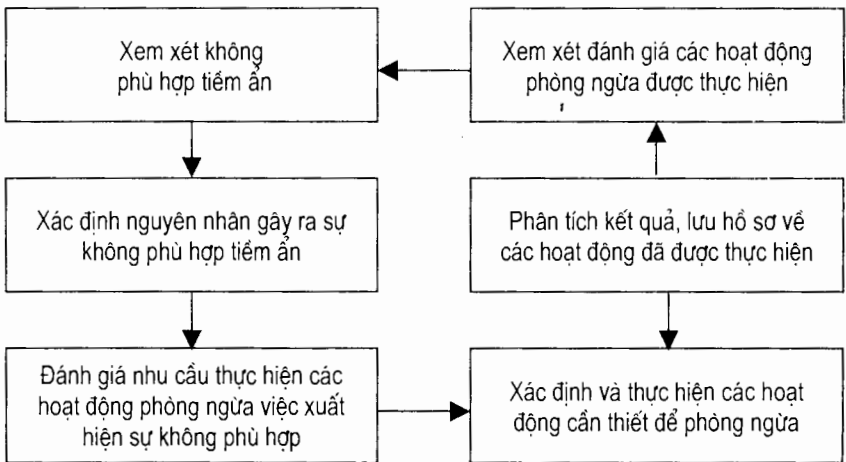 Xem xét không
phù hợp tiềm ẩn
Xem xét đánh giá các hoạt động
phòng ngừa được thực hiện
Xác định nguyên nhân gây ra sự
không phù hợp tiềm ẩn
Phân tích kết quả, lưu hồ sơ về
các hoạt động đã được thực hiện
Đánh giá nhu cầu thực hiện các
hoạt động phòng ngừa việc xuất
hiện sự không phù hợp
Xác định và thực hiện các hoạt
động cần thiết để phòng ngừa